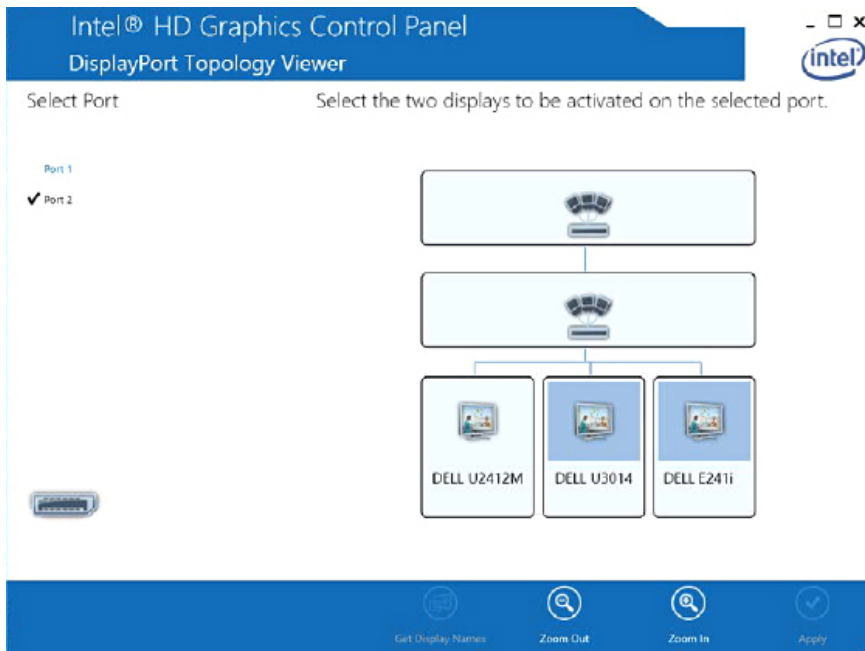 Intel® HD Graphics Control Panel
DisplayPort Topology Viewer
intel
Select Port
Select the two displays to be activated on the selected port.
Port 1
Port 2
DELL U2412M
DELL U3014
DELL E241i
Get Display Names
Zoom Out
Zoom In
Apply